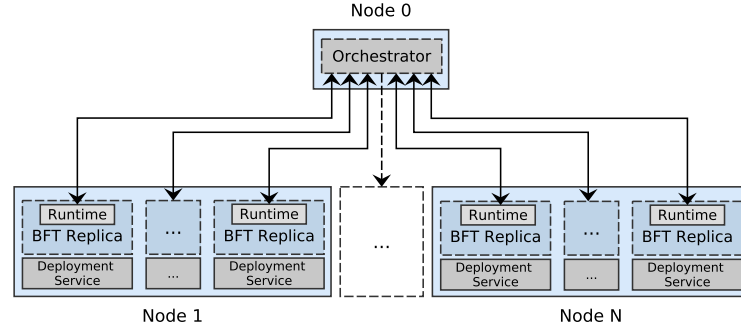 Node 0
Orchestrator
Runtime
BFT Replica
...
Runtime
BFT Replica
Deployment
Service
...
Deployment
Service
Node 1
...
Runtime
BFT Replica
...
Runtime
BFT Replica
Deployment
Service
...
Deployment
Service
Node N